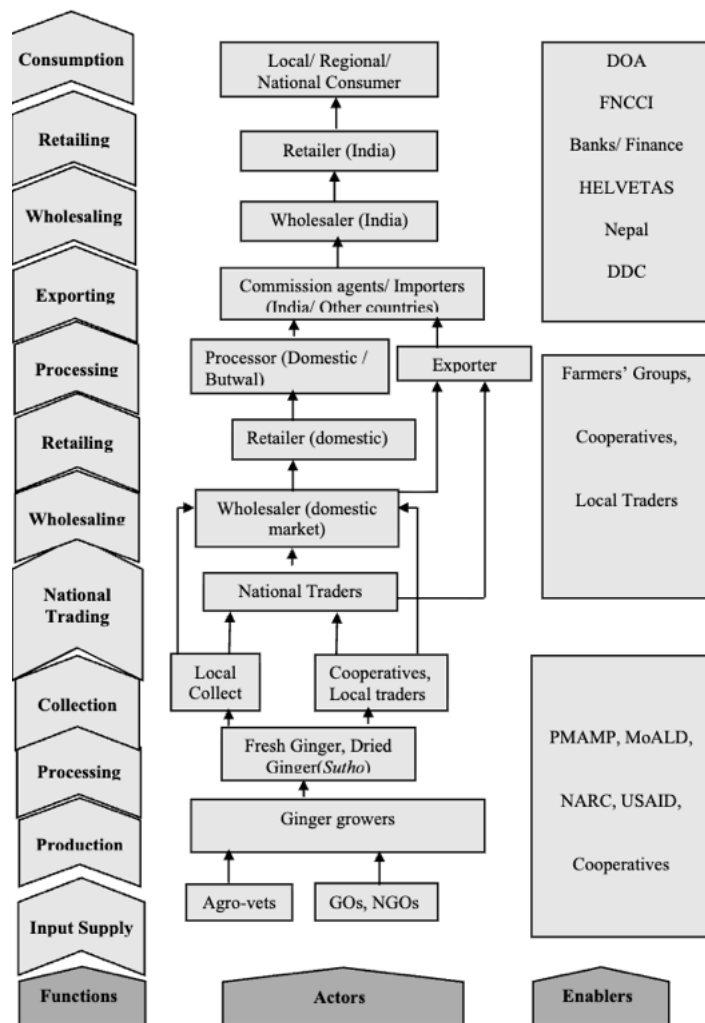 Consumption
Retailing
Wholesaling
Exporting
Processing
Retailing
Wholesaling
National
Trading
Collection
Processing
Production
Input Supply
Functions
Local/ Regional/
National Consumer
Retailer (India)
Wholesaler (India)
Commission agents/ Importers
(India/ Other countries)
Processor (Domestic /
Butwal)
Exporter
Retailer (domestic)
Wholesaler (domestic
market)
National Traders
Local
Collect
Cooperatives,
Local traders
Fresh Ginger, Dried
Ginger(Sutho)
Ginger growers
Agro-vets
GOs, NGOs
Actors
DOA
FNCCI
Banks/ Finance
HELVETAS
Nepal
DDC
Farmers' Groups,
Cooperatives,
Local Traders
PMAMP, MoALD,
NARC, USAID,
Cooperatives
Enablers